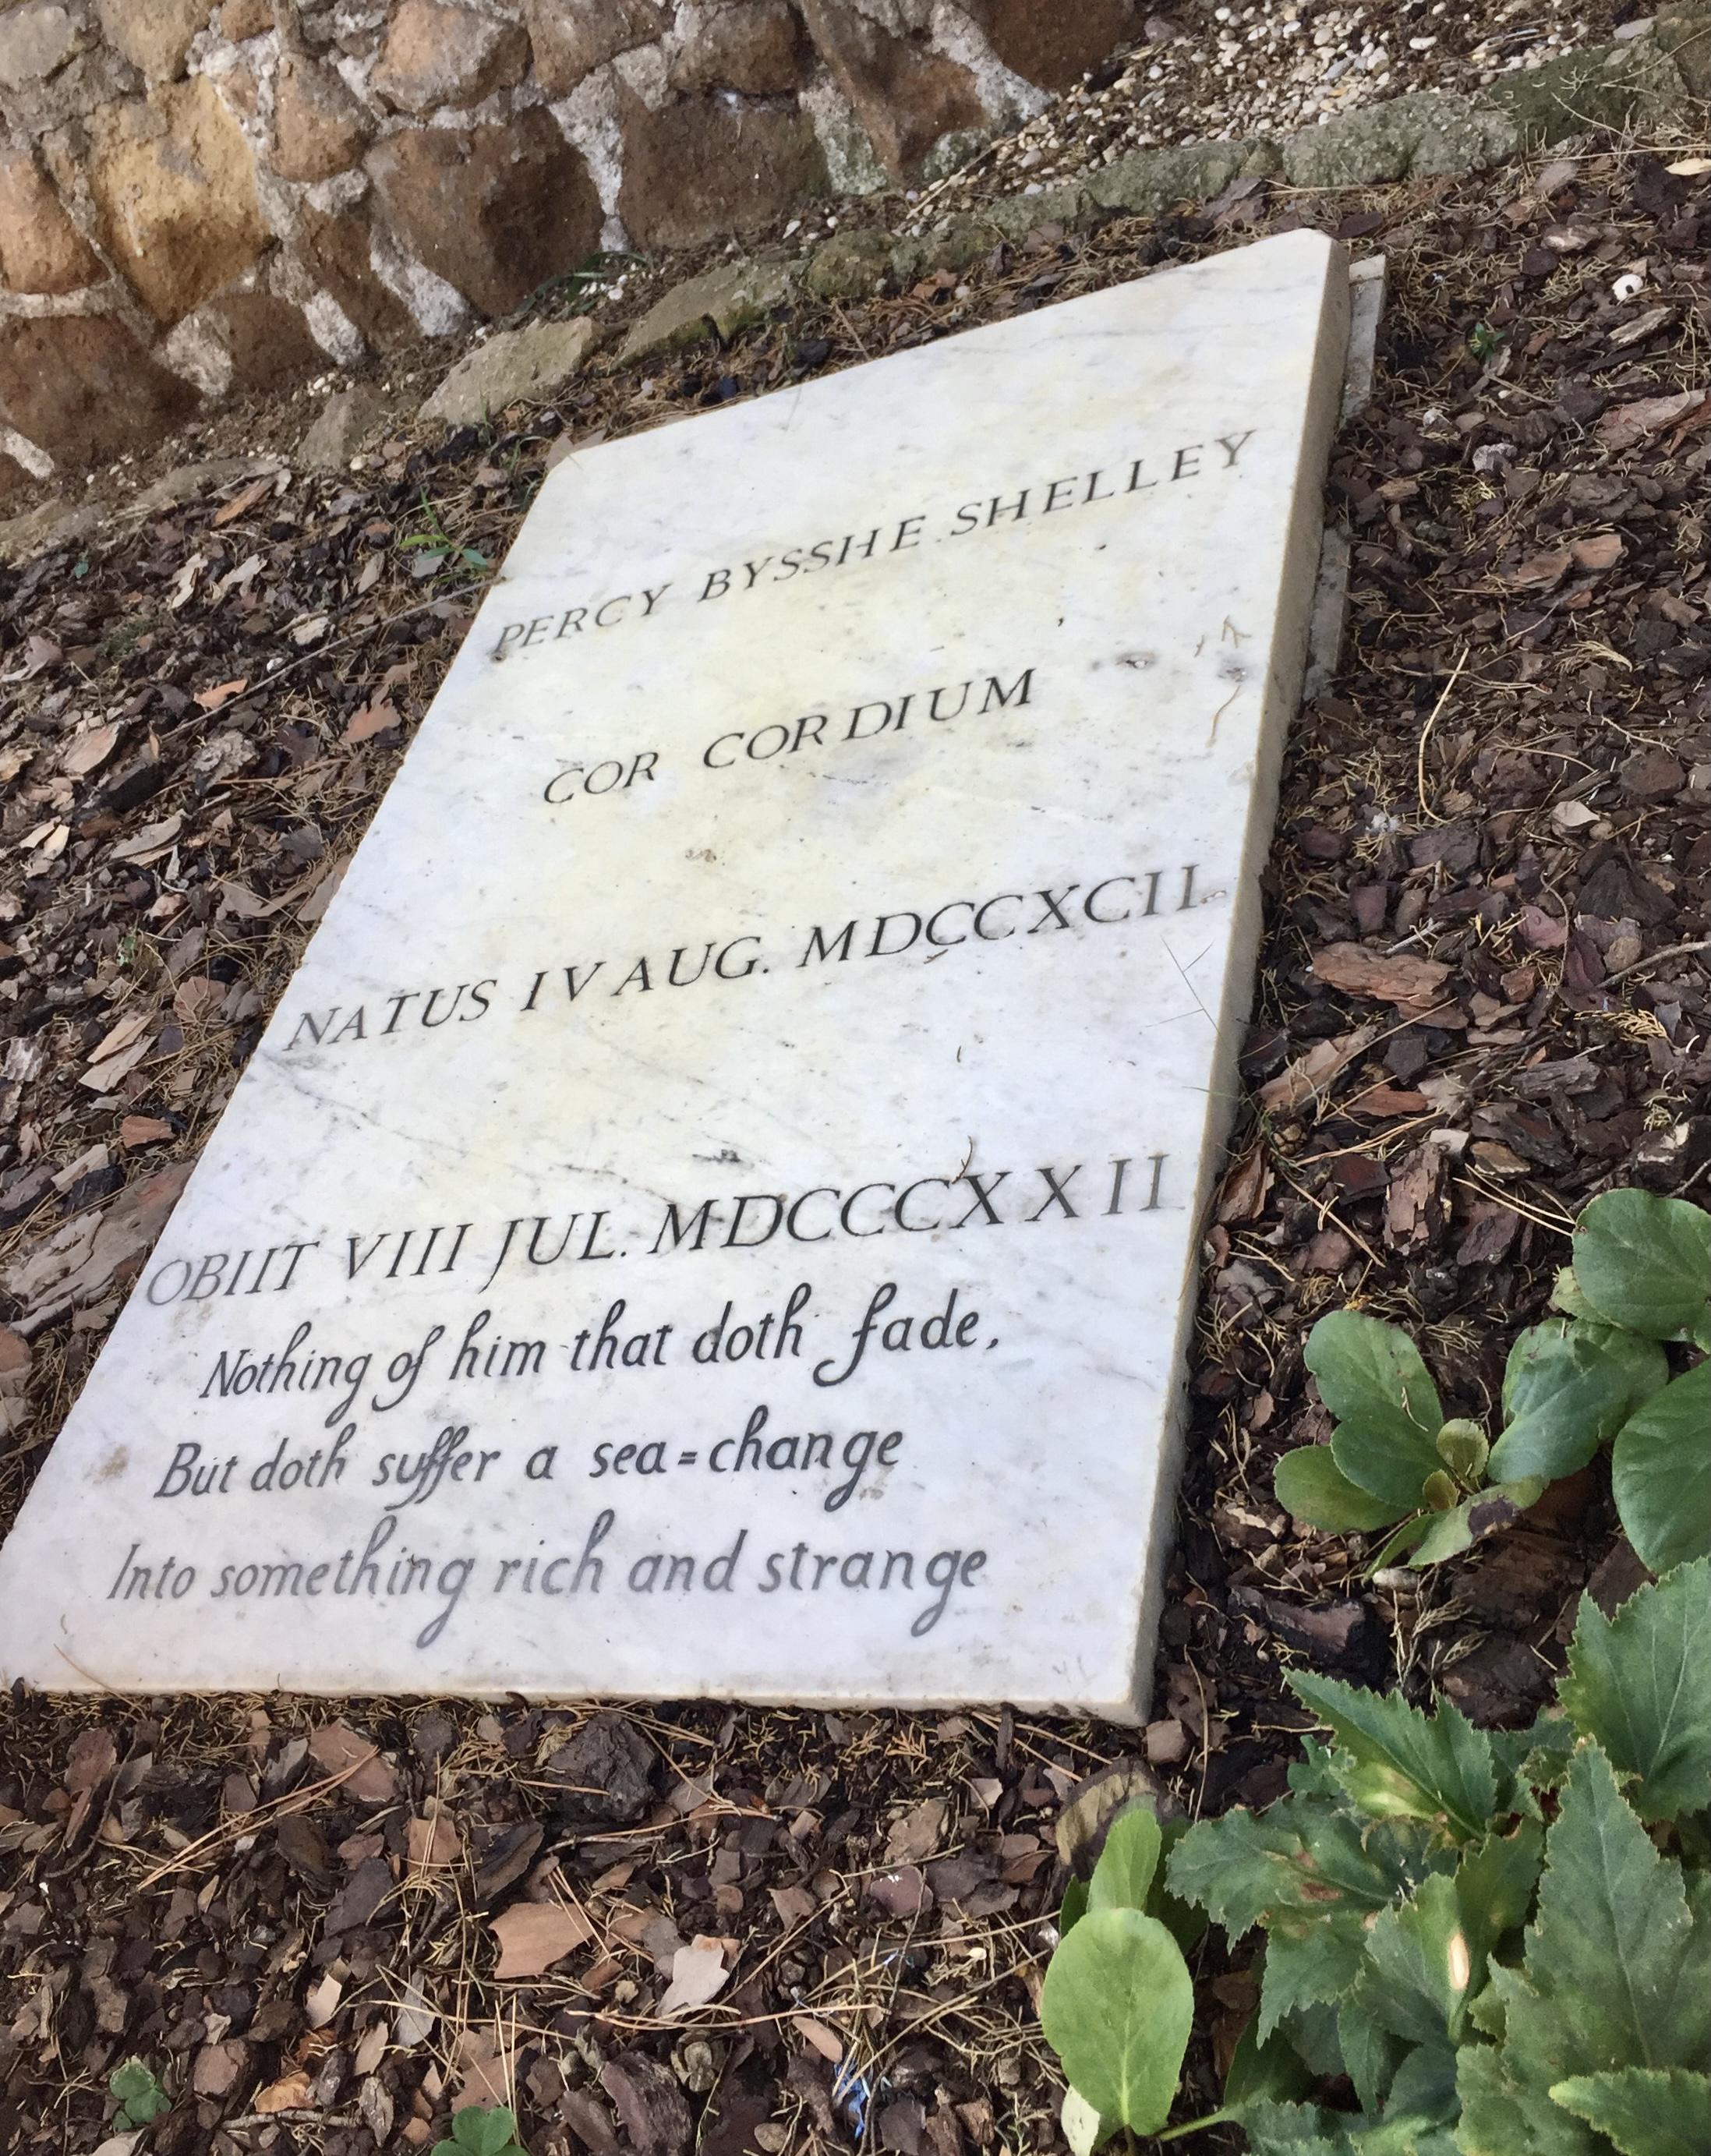 PERCY BYSSHE SHELLEY
COR CORDIUM
NATUS IV AUG. MDCCXCII
OBIIT VIII JUL. MDCCCXXII
Nothing of him that doth fade,
But doth suffer a sea=change
Into something rich and strange